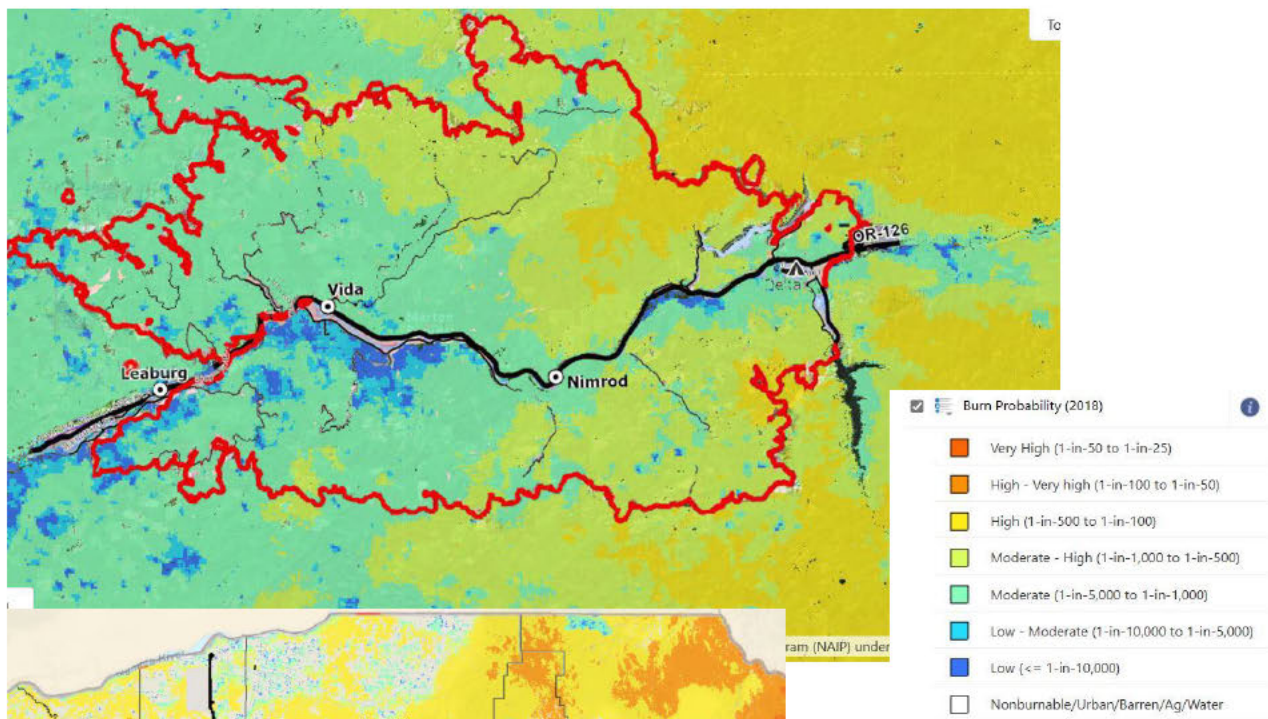 To
OR-126
Delta
Vida
Leaburg
Nimrod
ram (NAIP) under
Burn Probability (2018)
Very High (1-in-50 to 1-in-25)
High - Very high (1-in-100 to 1-in-50)
High (1-in-500 to 1-in-100)
Moderate - High (1-in-1,000 to 1-in-500)
Moderate (1-in-5,000 to 1-in-1,000)
Low - Moderate (1-in-10,000 to 1-in-5,000)
Low (<= 1-in-10,000)
Nonburnable/Urban/Barren/Ag/Water